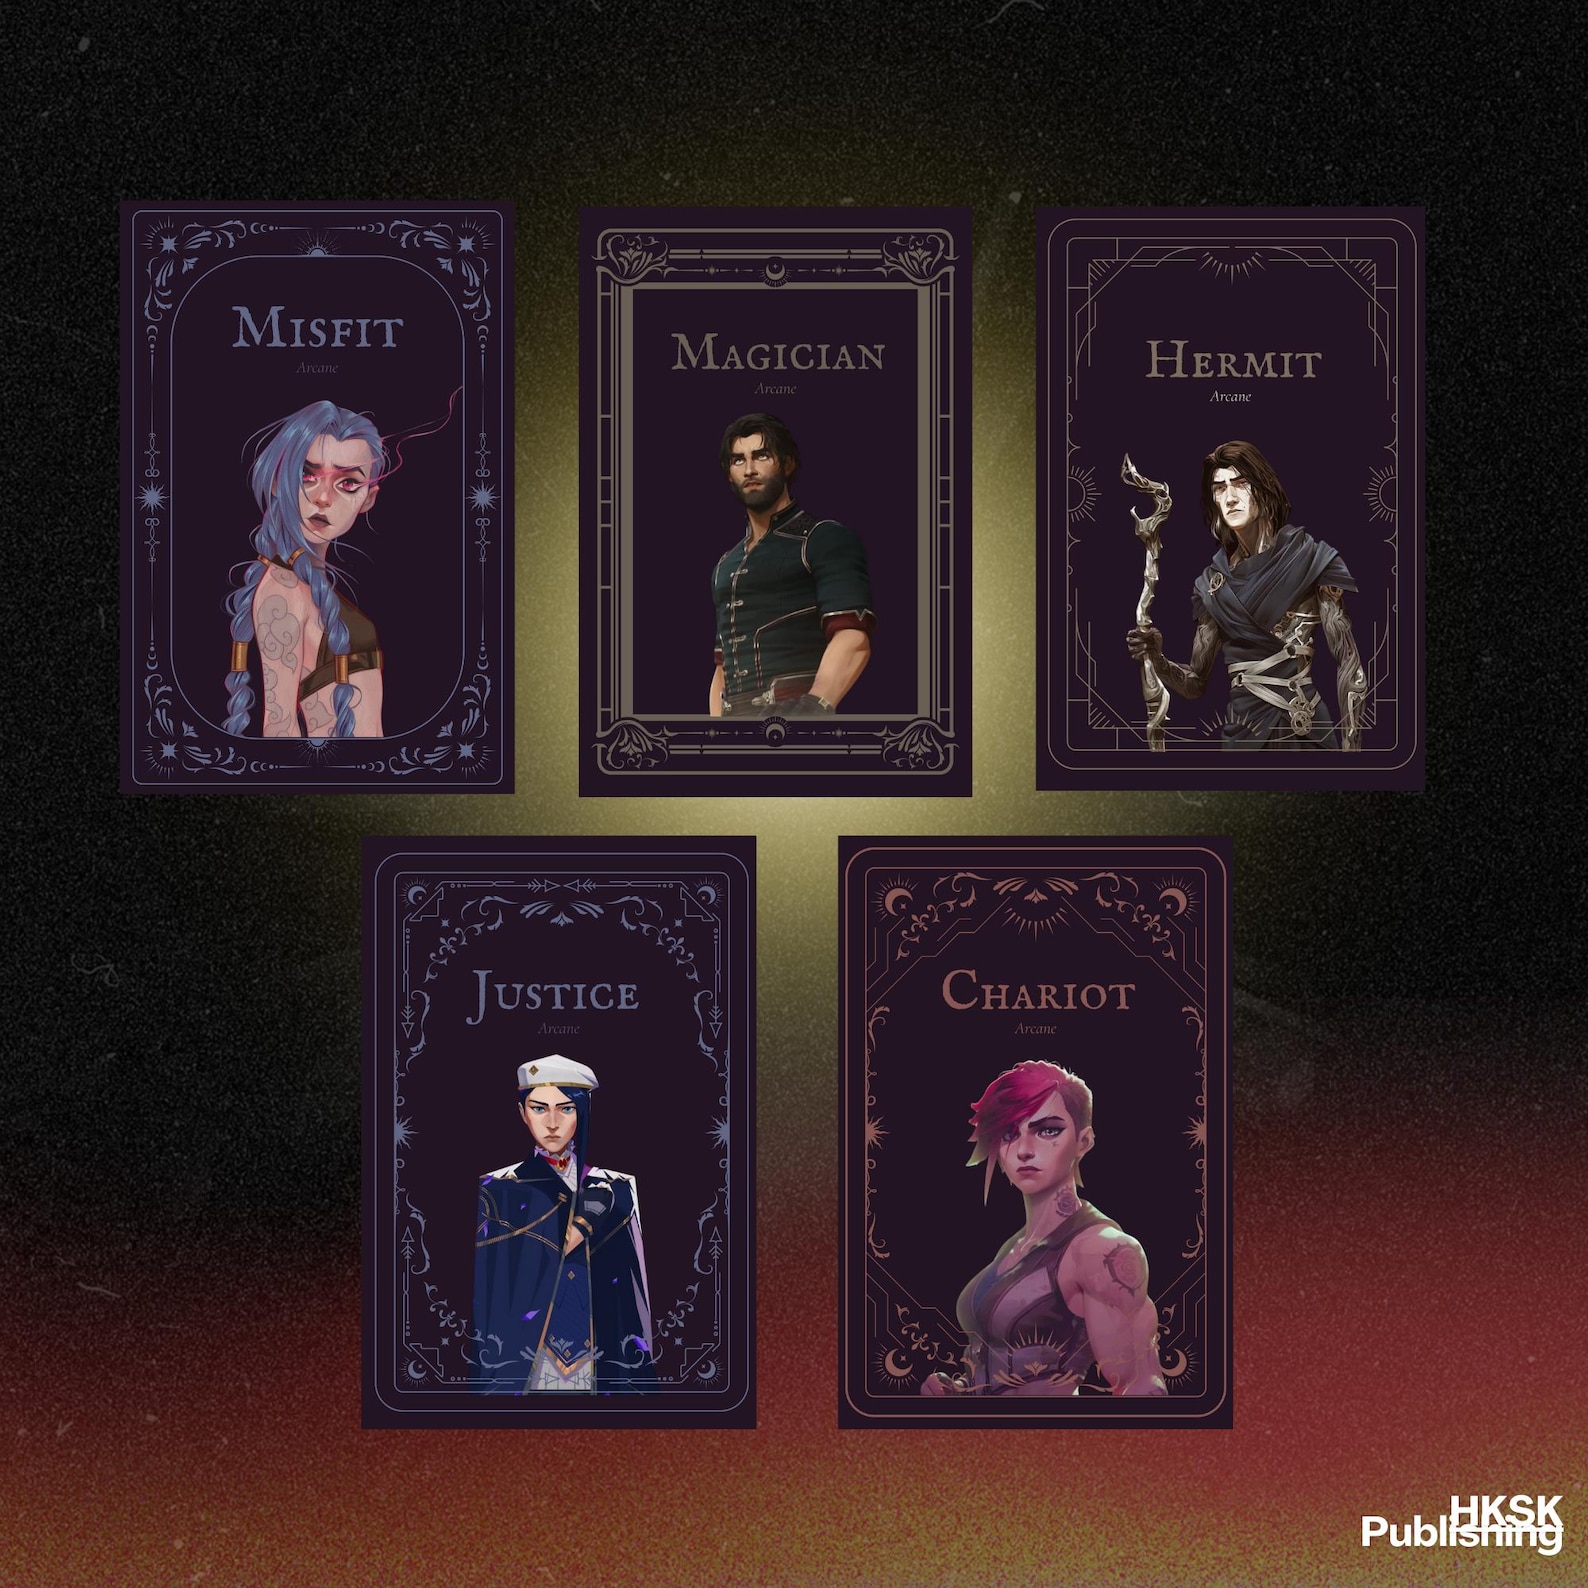 Misfit
Arcane
Magician
Arcane
Hermit
Arcane
Justice
Arcane
Chariot
Arcane
HKSK
Publishing